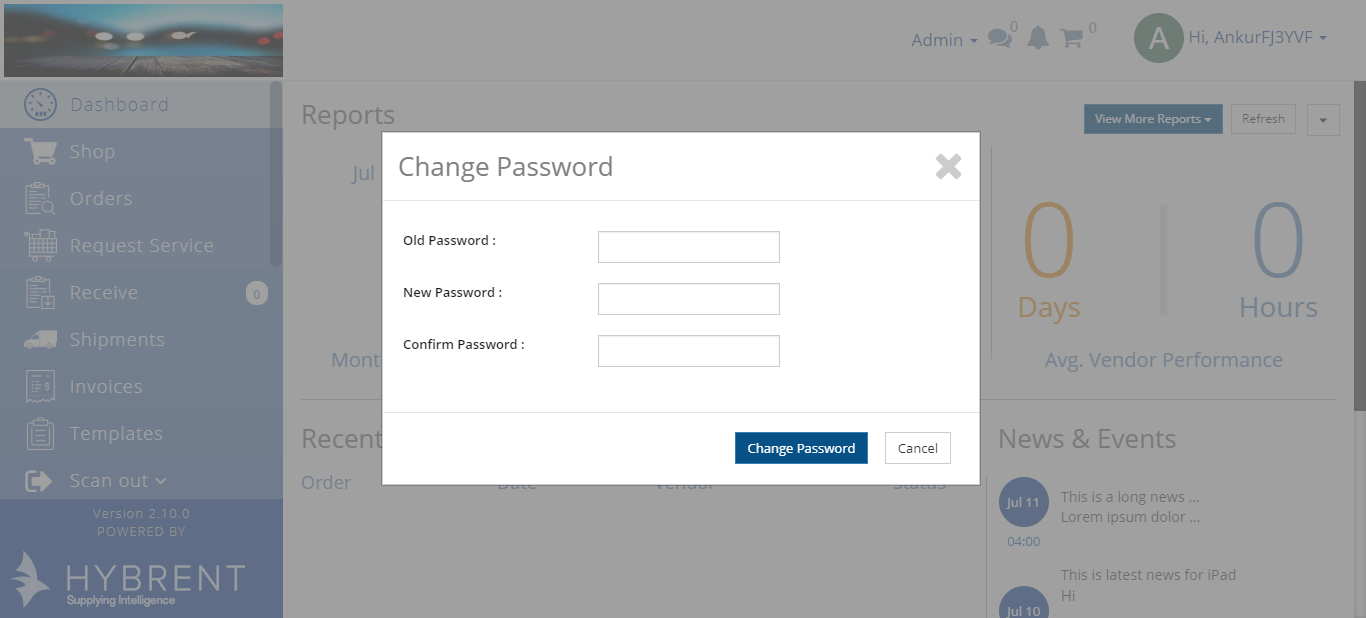 Admin
0
0
A
Hi, AnkurFJ3YVF
Dashboard
Shop
Orders
Request Service
Receive
0
Shipments
Invoices
Templates
Scan out
Version 2.10.0
POWERED BY
HYBRENT
Supplying Intelligence
Reports
View More Reports
Refresh
Jul
Mont
0
Days
0
Hours
Avg. Vendor Performance
Change Password
Old Password :
New Password :
Confirm Password :
Change Password
Cancel
Recent
Order
Date
Vendor
Status
News & Events
Jul 11
04:00
This is a long news ...
Lorem ipsum dolor ...
Jul 10
This is latest news for iPad
Hi